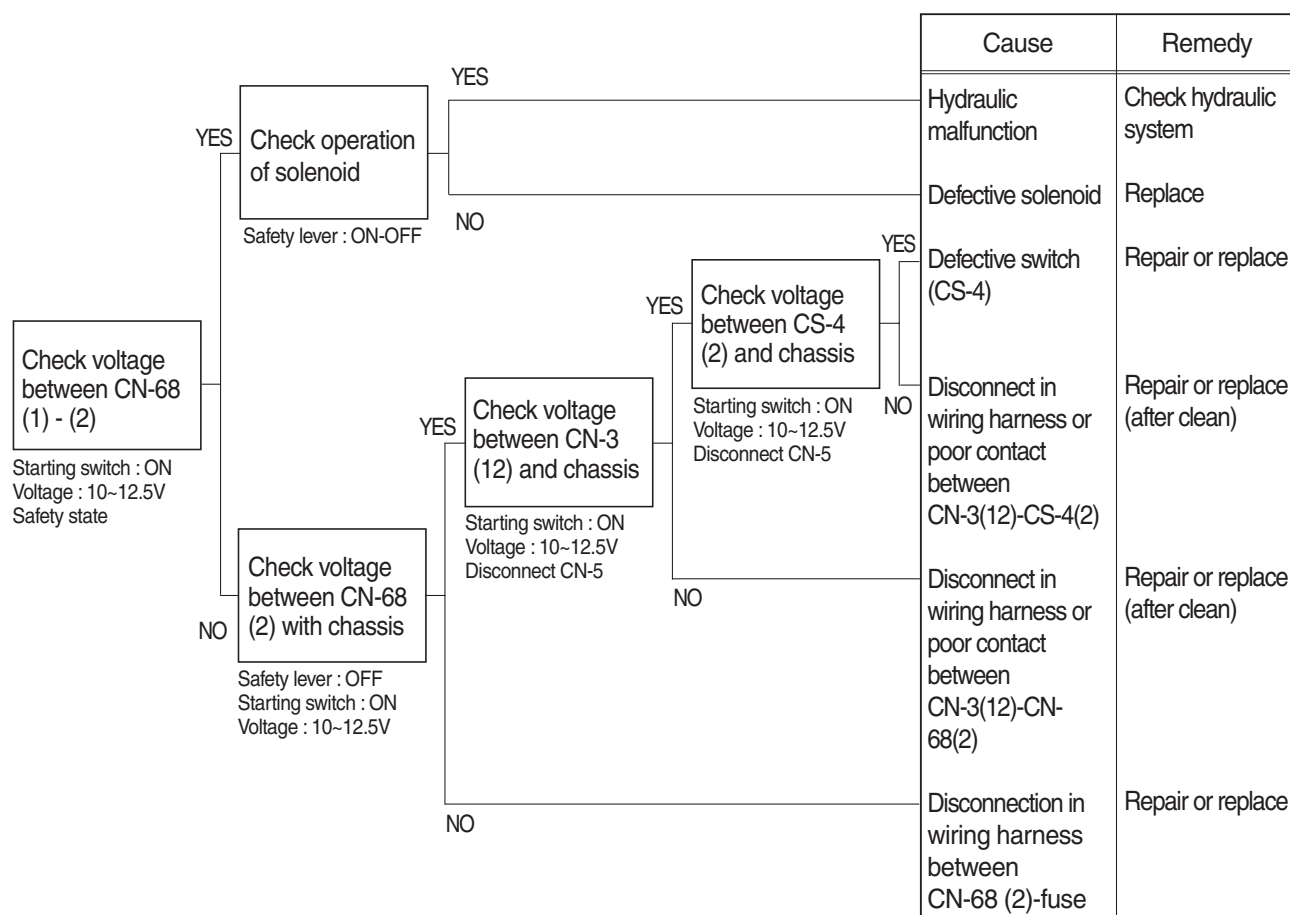 Cause
Remedy
YES
Hydraulic
malfunction
Check hydraulic
system
YES
Check operation
of solenoid
Defective solenoid
Replace
NO
Safety lever : ON-OFF
YES
Defective switch
(CS-4)
Repair or replace
YES
Check voltage
between CS-4
(2) and chassis
Check voltage
between CN-68
(1) - (2)
Starting switch : ON
Voltage : 10~12.5V
Disconnect CN-5
NO
Disconnect in
wiring harness or
poor contact
between
CN-3(12)-CS-4(2)
Repair or replace
(after clean)
YES
Check voltage
between CN-3
(12) and chassis
Starting switch : ON
Voltage : 10~12.5V
Safety state
Starting switch : ON
Voltage : 10~12.5V
Disconnect CN-5
Check voltage
between CN-68
(2) with chassis
NO
NO
Disconnect in
wiring harness or
poor contact
between
CN-3(12)-CN-
68(2)
Repair or replace
(after clean)
Safety lever : OFF
Starting switch : ON
Voltage : 10~12.5V
NO
Disconnection in
wiring harness
between
CN-68 (2)-fuse
Repair or replace